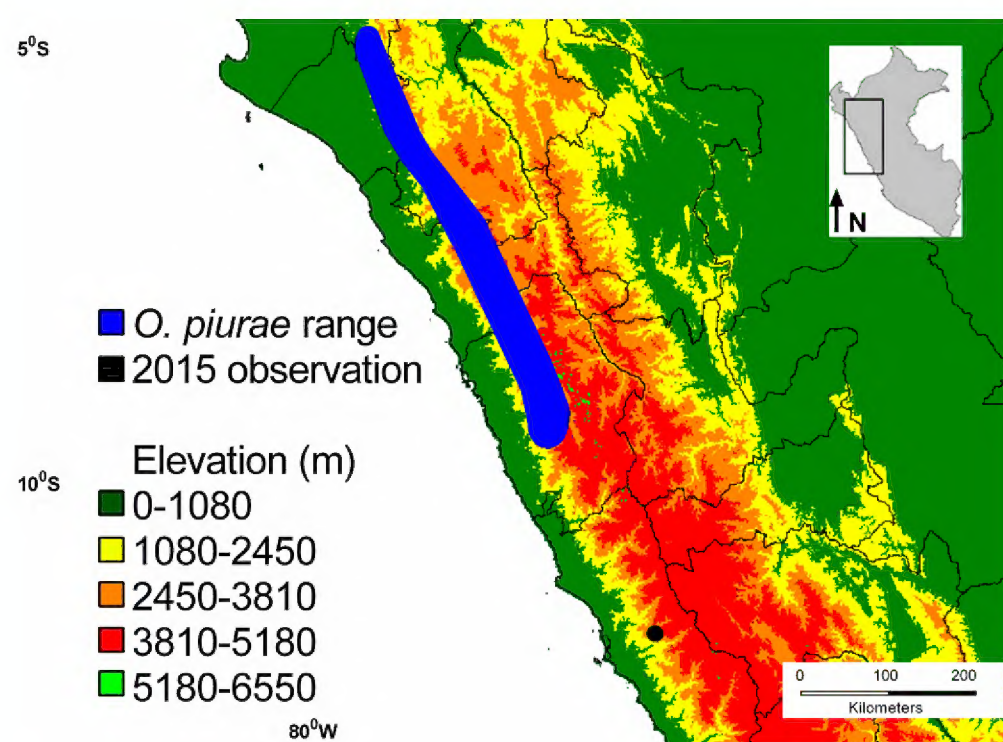 5⁰S
N
O. piurae range
2015 observation
Elevation (m)
0-1080
1080-2450
2450-3810
3810-5180
5180-6550
10⁰S
80⁰W
0 100 200
Kilometers